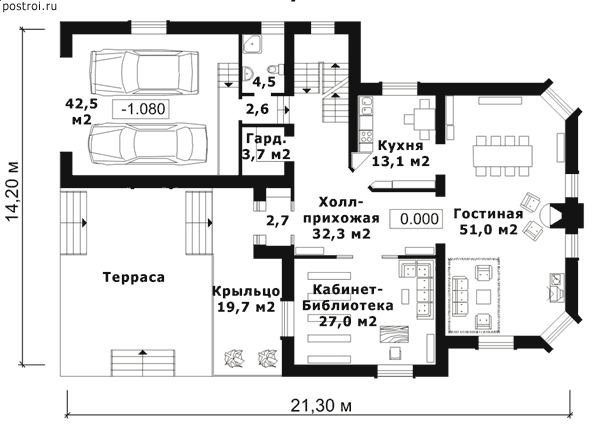 postroi.ru
42,5
м2
-1.080
4,5
2,6
Гард.
3,7 м2
Кухня
13,1 м2
Холл-
прихожая
32,3 м2
0.000
Гостиная
51,0 м2
2,7
Терраса
Крыльцо
19,7 м2
Кабинет-
Библиотека
27,0 м2
14,20 м
21,30 м